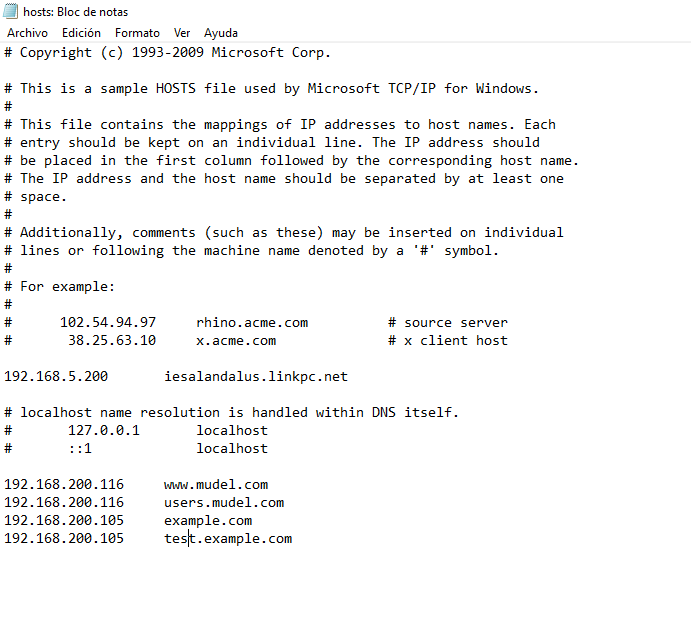 hosts: Bloc de notas
Archivo Edición Formato Ver Ayuda
# Copyright (c) 1993-2009 Microsoft Corp.

# This is a sample HOSTS file used by Microsoft TCP/IP for Windows.
#
# This file contains the mappings of IP addresses to host names. Each
# entry should be kept on an individual line. The IP address should
# be placed in the first column followed by the corresponding host name.
# The IP address and the host name should be separated by at least one
# space.
#
# Additionally, comments (such as these) may be inserted on individual
# lines or following the machine name denoted by a '#' symbol.
#
# For example:
#
#      102.54.94.97     rhino.acme.com          # source server
#       38.25.63.10     x.acme.com              # x client host

192.168.5.200       iesalandalus.linkpc.net

# localhost name resolution is handled within DNS itself.
#       127.0.0.1       localhost
#       ::1             localhost

192.168.200.116     www.mudel.com
192.168.200.116     users.mudel.com
192.168.200.105     example.com
192.168.200.105     test.example.com